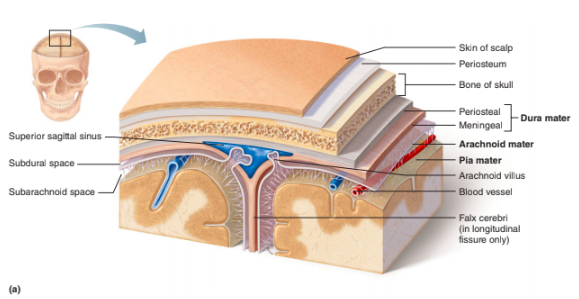 Skin of scalp
Periosteum
Bone of skull
Periosteal
Meningeal
Dura mater
Superior sagittal sinus
Arachnoid mater
Pia mater
Subdural space
Arachnoid villus
Subarachnoid space
Blood vessel
Falx cerebri
(in longitudinal
fissure only)
(a)